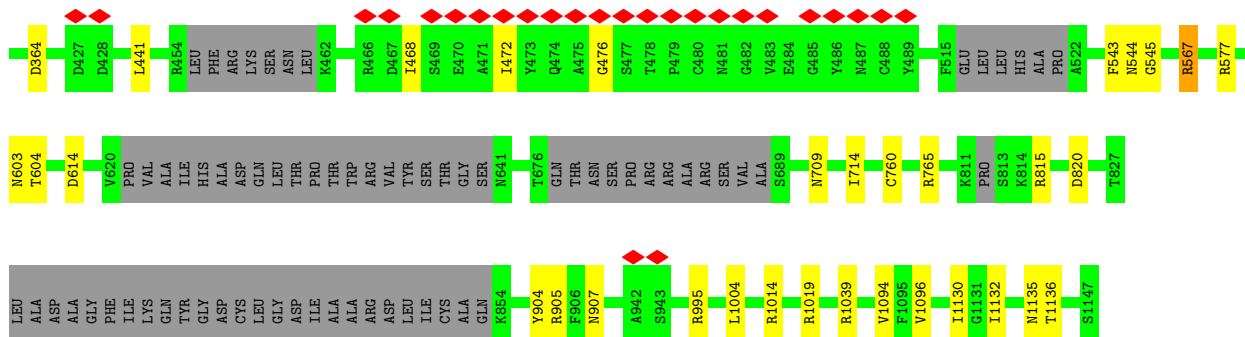 D364 D427 D428 L441 R454 LEU PHE ARG LYS SER ASN LEU K462 R466 D467 I468 S469 E470 A471 I472 Y473 Q474 A475 G476 S477 T478 P479 C480 N481 G482 V483 E484 G485 Y486 N487 C488 Y489 F515 GLU LEU LEU HIS ALA PRO A522 F543 N544 G545 R567 R577
N603 T604 D614 V620 PRO VAL ALA ILE HIS ALA ASP GLN LEU THR PRO THR TRP ARG VAL TYR SER THR GLY SER N641 T676 GLN THR ASN SER PRO ARG ARG ALA ARG SER VAL ALA S689 N709 I714 C760 R765 K811 PRO S813 K814 R815 D820 T827
LEU ALA ASP ALA GLY PHE ILE LYS GLN TYR GLY ASP CYS LEU GLY ASP ILE ALA ALA ARG ASP LEU ILE CYS ALA GLN K854 Y904 R905 F906 N907 A942 S943 R995 L1004 R1014 R1019 R1039 V1094 F1095 V1096 I1130 G1131 I1132 N1135 T1136 S1147